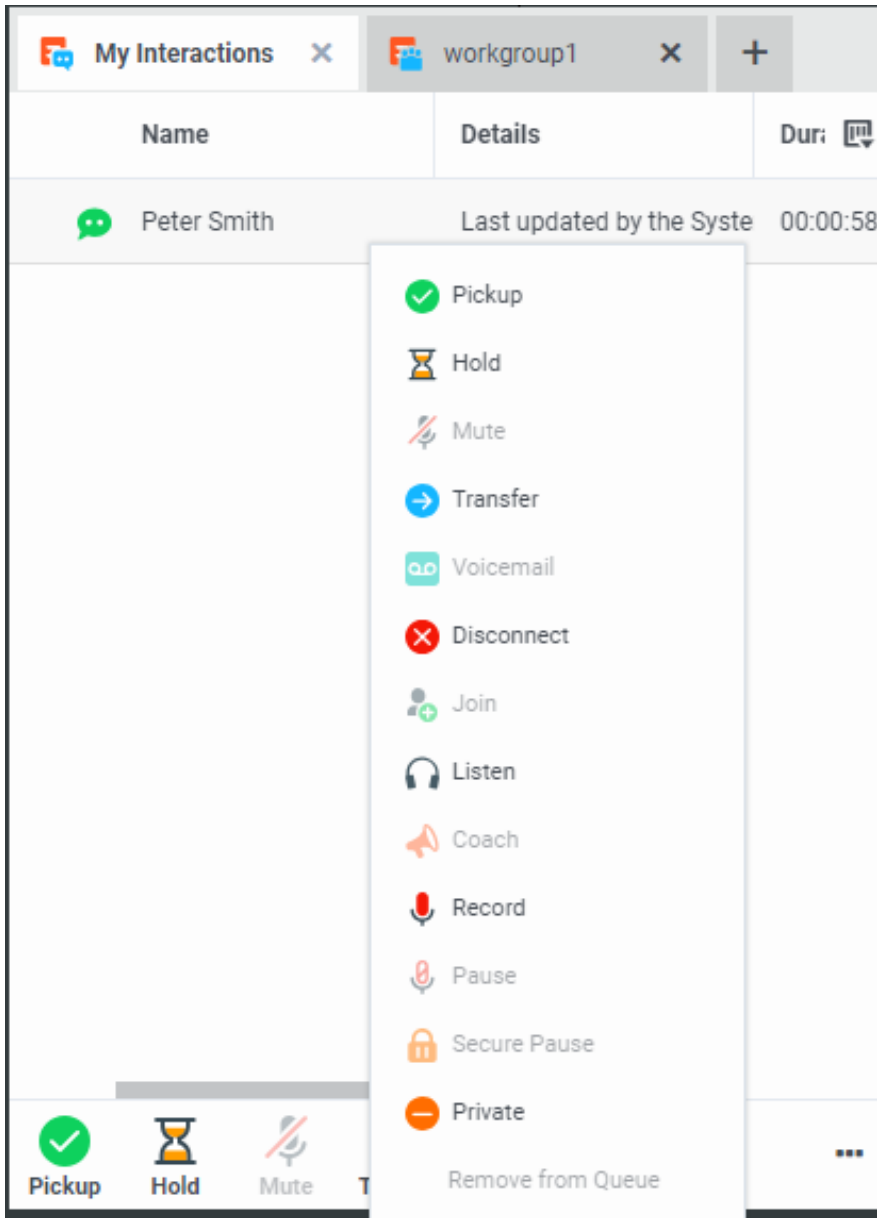 My Interactions
workgroup1
Name Details Dura
Peter Smith Last updated by the Syste 00:00:58
Pickup
Hold
Mute
Transfer
Voicemail
Disconnect
Join
Listen
Coach
Record
Pause
Secure Pause
Private
Remove from Queue
Pickup Hold Mute T